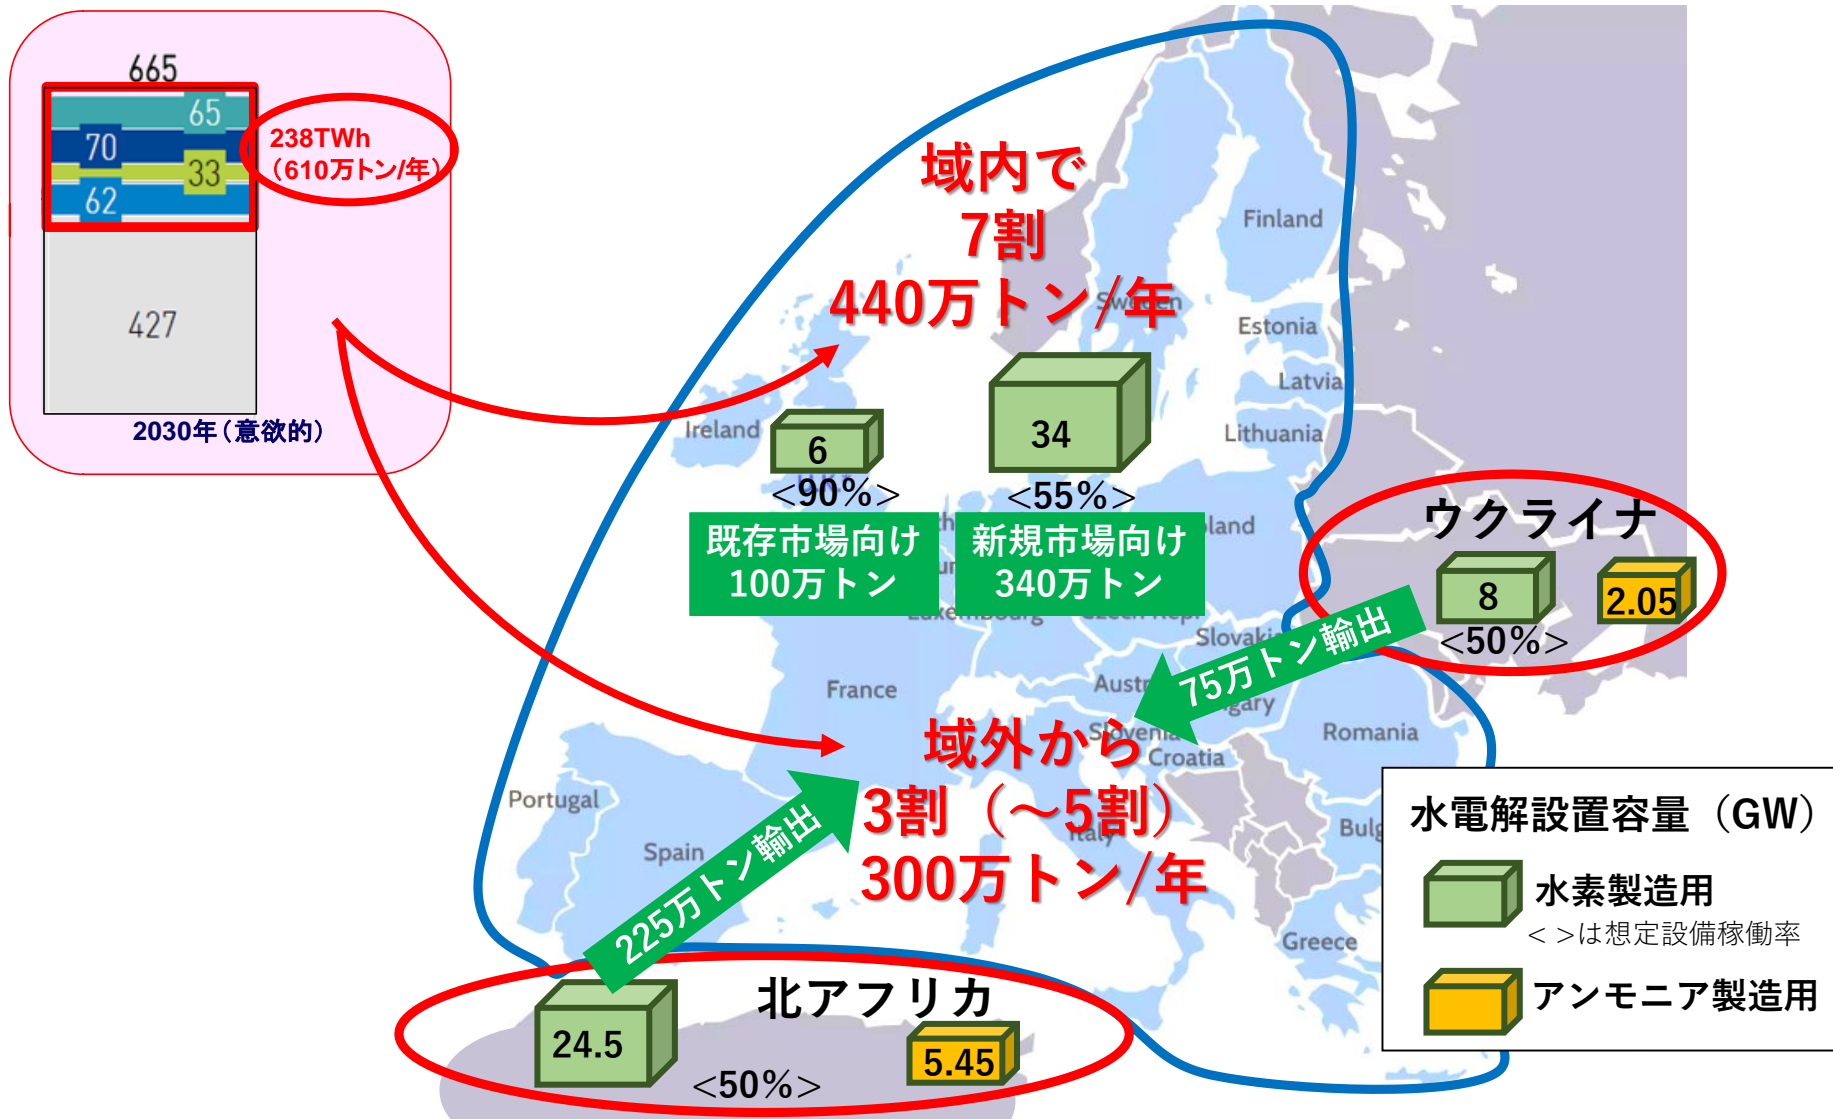 665
65
70
33
62
427
238TWh
（610万トン/年）
2030年（意欲的）
域内で
7割
440万トン/年
Finland
Sweden
Estonia
Latvia
Lithuania
Ireland
6
<90%>
34
<55%>
既存市場向け
100万トン
新規市場向け
340万トン
ウクライナ
8
<50%>
2.05
75万トン輸出
Luxembourg
Czech Rep.
Slovakia
France
Slovenia
Croatia
Romania
域外から
3割（～5割）
300万トン/年
Italy
Portugal
Spain
225万トン輸出
Greece
北アフリカ
24.5
<50%>
5.45
水電解設置容量（GW）
水素製造用
< >は想定設備稼働率
アンモニア製造用